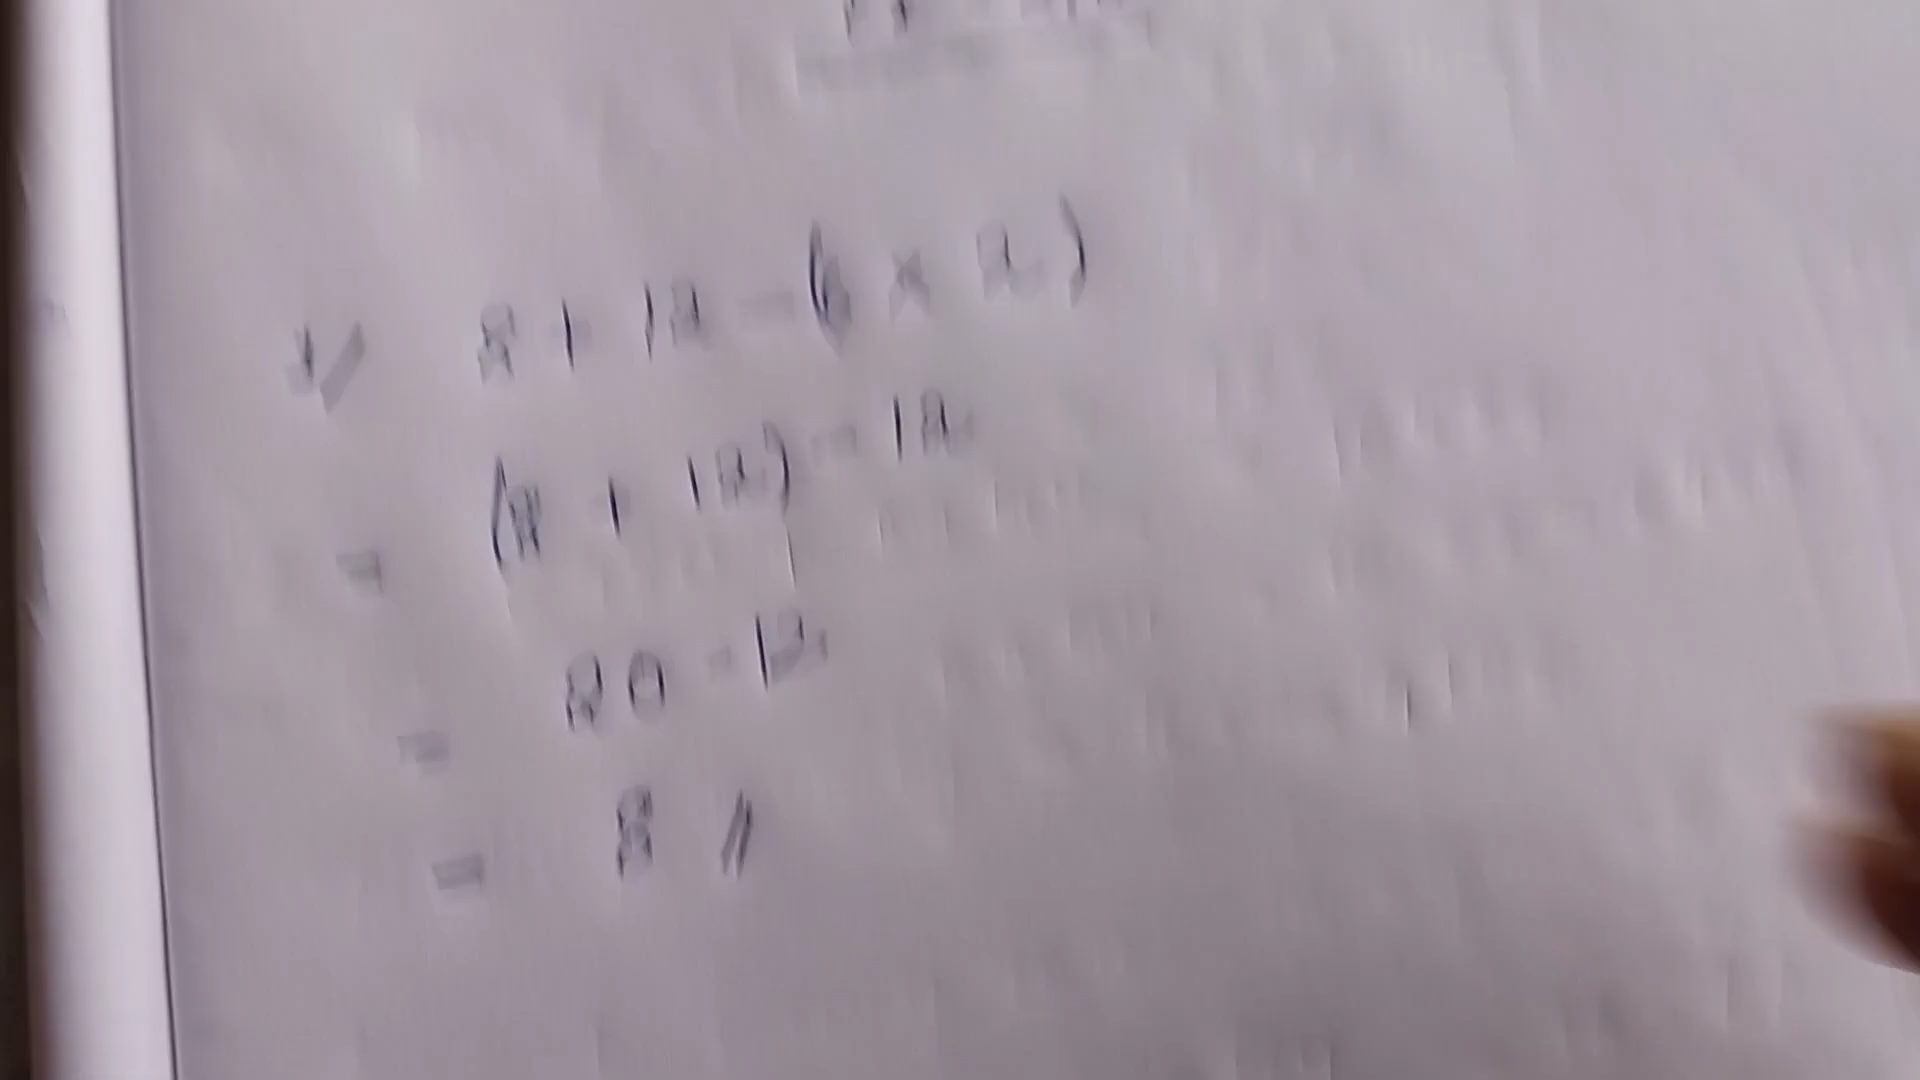 8 + 12 - (6 × 2)
= (8 + 12) - 12
= 20 - 12
= 8 //